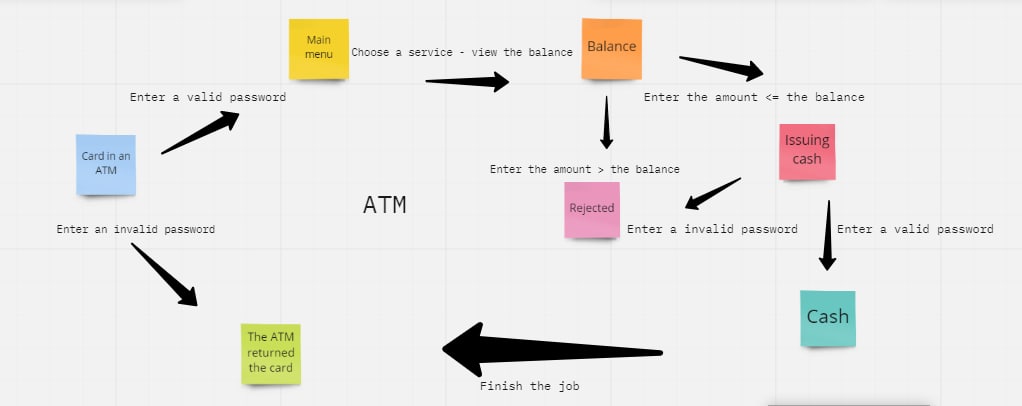 Main
menu
Choose a service - view the balance
Balance
Enter a valid password
Enter the amount <= the balance
Card in an
ATM
Issuing
cash
Enter the amount > the balance
ATM
Rejected
Enter an invalid password
Enter a invalid password
Enter a valid password
Cash
The ATM
returned
the card
Finish the job